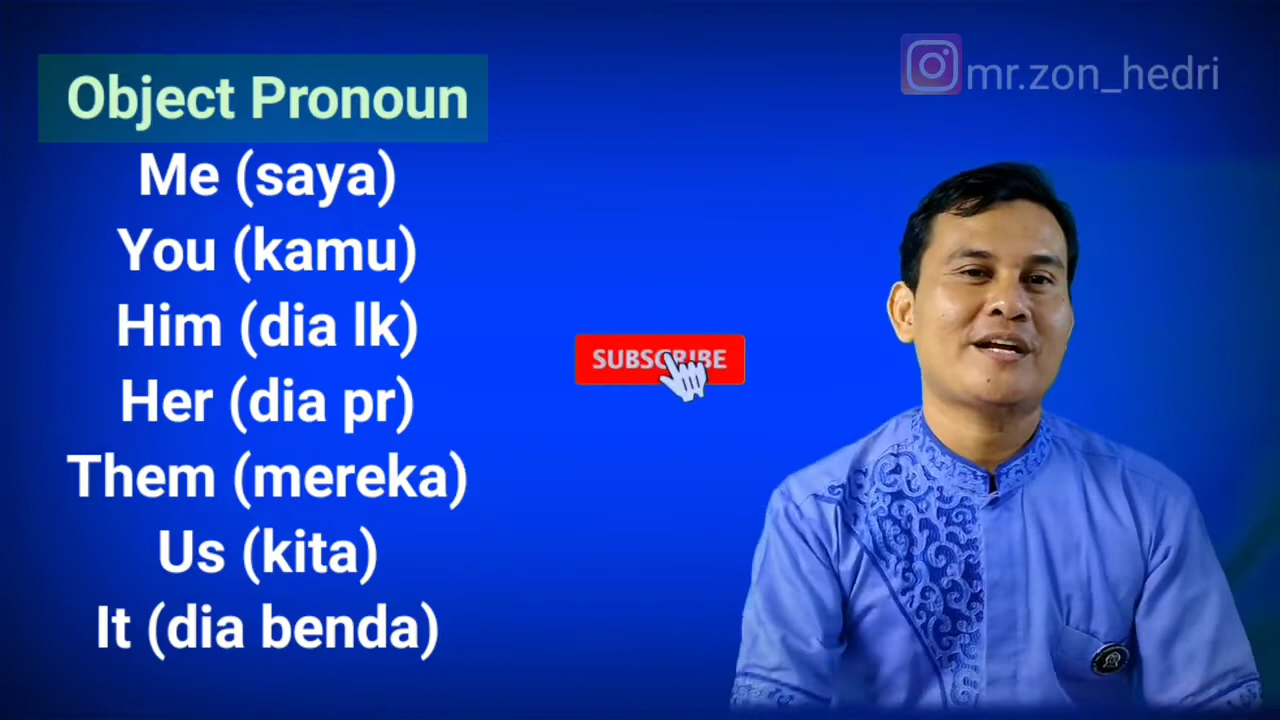 Object Pronoun
Me (saya)
You (kamu)
Him (dia lk)
Her (dia pr)
Them (mereka)
Us (kita)
It (dia benda)
mr.zon_hedri
SUBSCRIBE